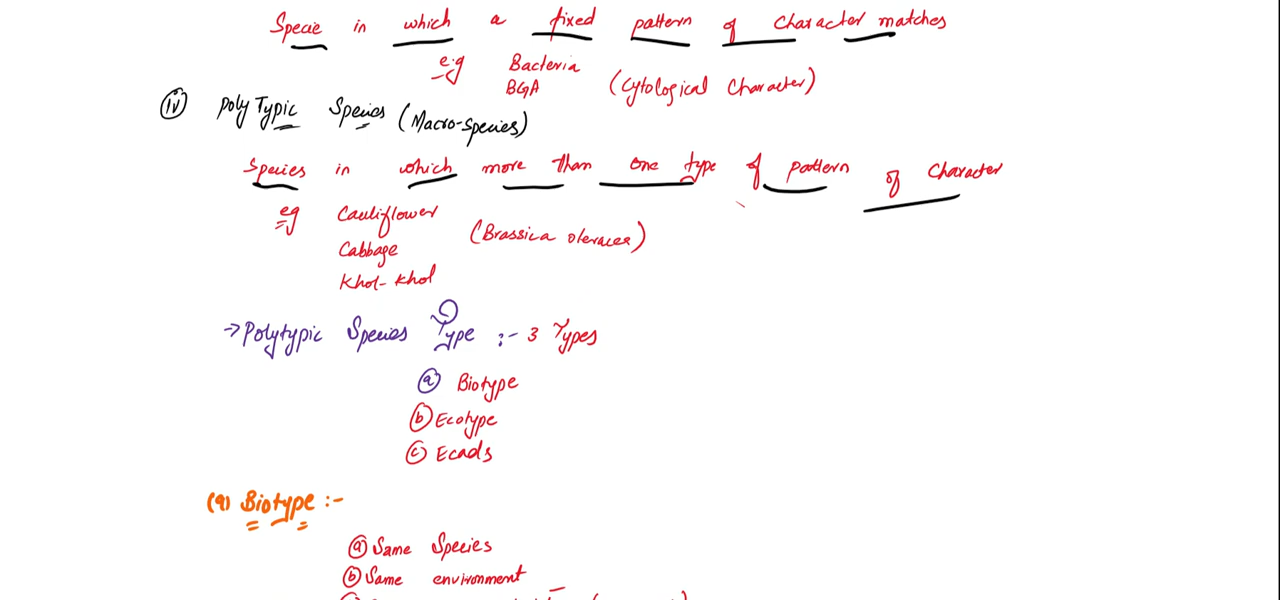 Specie in which a fixed pattern of character matches
e.g Bacteria
BGA (Cytological Character)
(iv) Poly Typic Species (Macro-species)
Species in which more than one type of pattern of character
eg Cauliflower
Cabbage (Brassica oleracea)
Khol-Khol
→ Polytypic Species Type :- 3 Types
(a) Biotype
(b) Ecotype
(c) Ecads
(a) Biotype :-
(a) Same Species
(b) Same environment